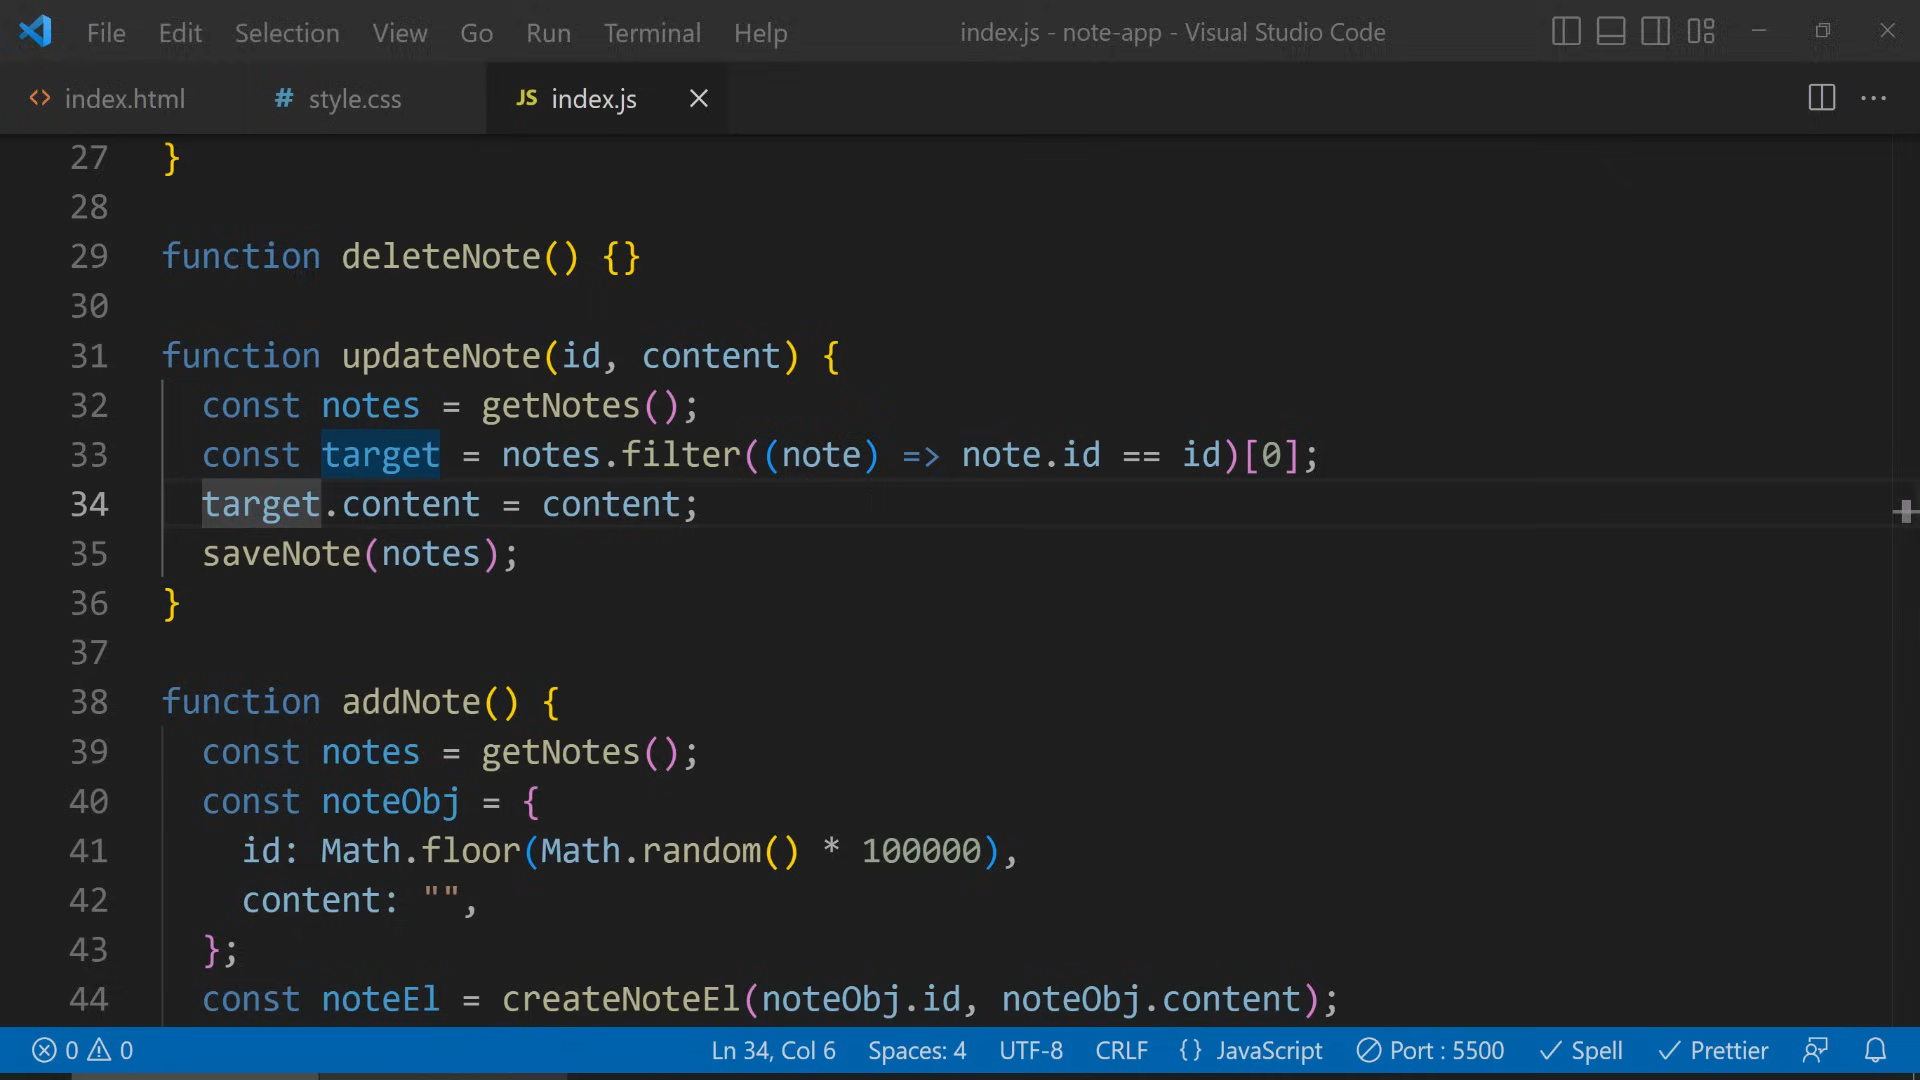 File Edit Selection View Go Run Terminal Help index.js - note-app - Visual Studio Code
<> index.html # style.css JS index.js
27 }
28
29 function deleteNote() {}
30
31 function updateNote(id, content) {
32 const notes = getNotes();
33 const target = notes.filter((note) => note.id == id)[0];
34 target.content = content;
35 saveNote(notes);
36 }
37
38 function addNote() {
39 const notes = getNotes();
40 const noteObj = {
41 id: Math.floor(Math.random() * 100000),
42 content: "",
43 };
44 const noteEl = createNoteEl(noteObj.id, noteObj.content);
0 0 Ln 34, Col 6 Spaces: 4 UTF-8 CRLF {} JavaScript Port : 5500 Spell Prettier